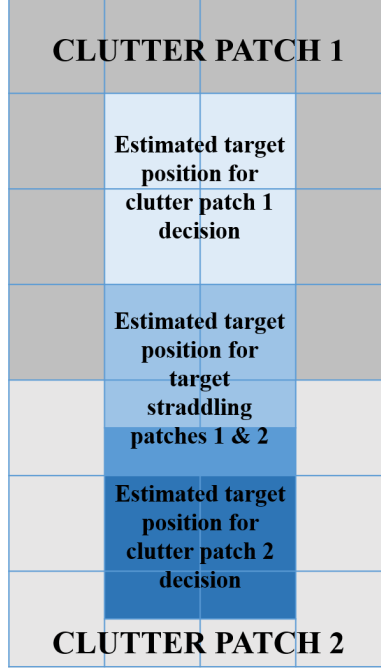 CLUTTER PATCH 1
Estimated target
position for
clutter patch 1
decision
Estimated target
position for
target
straddling
patches 1 & 2
Estimated target
position for
clutter patch 2
decision
CLUTTER PATCH 2